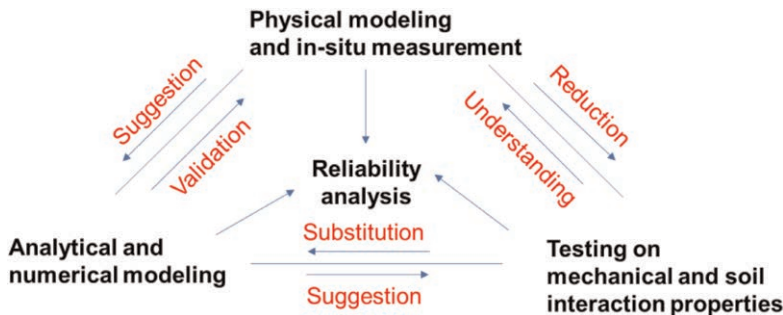 Physical modeling
and in-situ measurement
Suggestion
Validation
Reduction
Understanding
Reliability
analysis
Substitution
Analytical and
numerical modeling
Suggestion
Testing on
mechanical and soil
interaction properties